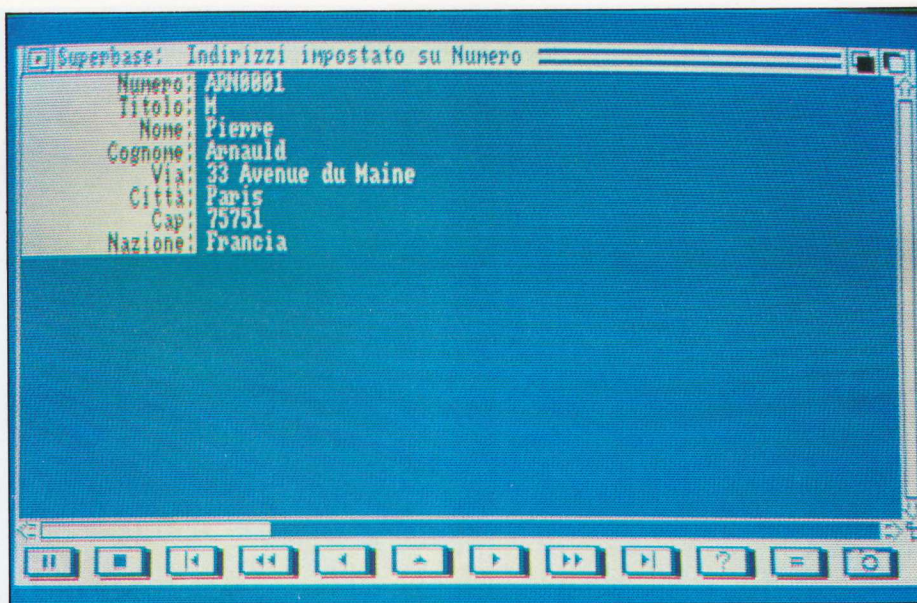 Superbase: Indirizzi impostato su Numero
Numero: ARN0001
Titolo: M
Nome: Pierre
Cognome: Arnauld
Via: 33 Avenue du Maine
Città: Paris
Cap: 75751
Nazione: Francia
? =